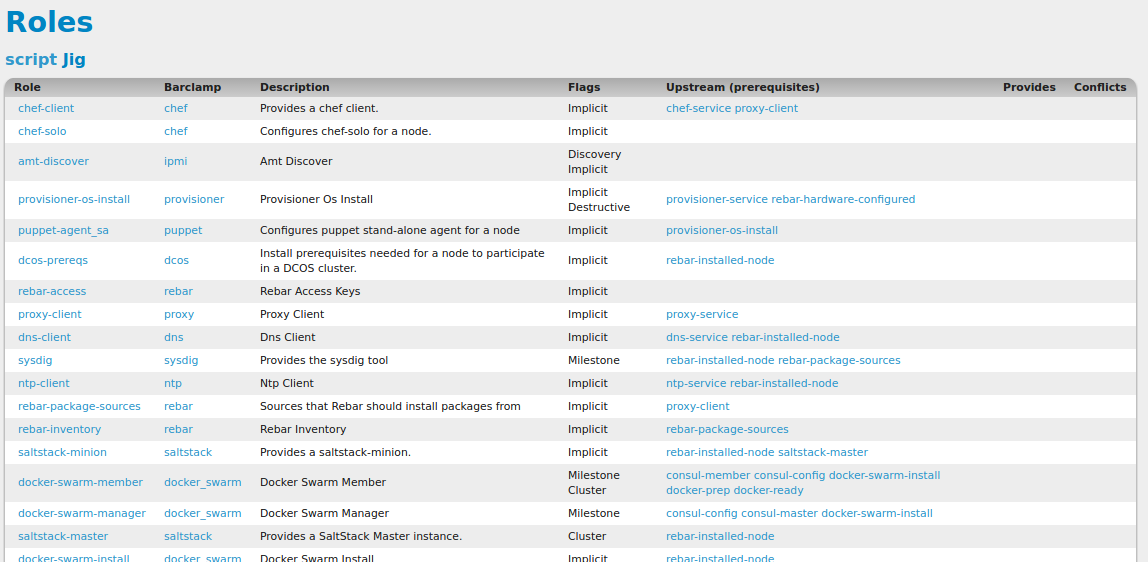 Roles
script Jig
Role Barclamp Description Flags Upstream (prerequisites) Provides Conflicts
chef-client chef Provides a chef client. Implicit chef-service proxy-client
chef-solo chef Configures chef-solo for a node. Implicit
amt-discover ipmi Amt Discover Discovery
Implicit
provisioner-os-install provisioner Provisioner Os Install Implicit
Destructive provisioner-service rebar-hardware-configured
puppet-agent_sa puppet Configures puppet stand-alone agent for a node Implicit provisioner-os-install
dcos-prereqs dcos Install prerequisites needed for a node to participate
in a DCOS cluster. Implicit rebar-installed-node
rebar-access rebar Rebar Access Keys Implicit
proxy-client proxy Proxy Client Implicit proxy-service
dns-client dns Dns Client Implicit dns-service rebar-installed-node
sysdig sysdig Provides the sysdig tool Milestone rebar-installed-node rebar-package-sources
ntp-client ntp Ntp Client Implicit ntp-service rebar-installed-node
rebar-package-sources rebar Sources that Rebar should install packages from Implicit proxy-client
rebar-inventory rebar Rebar Inventory Implicit rebar-package-sources
saltstack-minion saltstack Provides a saltstack-minion. Implicit rebar-installed-node saltstack-master
docker-swarm-member docker_swarm Docker Swarm Member Milestone
Cluster consul-member consul-config docker-swarm-install
docker-prep docker-ready
docker-swarm-manager docker_swarm Docker Swarm Manager Milestone consul-config consul-master docker-swarm-install
saltstack-master saltstack Provides a SaltStack Master instance. Cluster rebar-installed-node
docker-swarm-install docker_swarm Docker Swarm Install Implicit rebar-installed-node